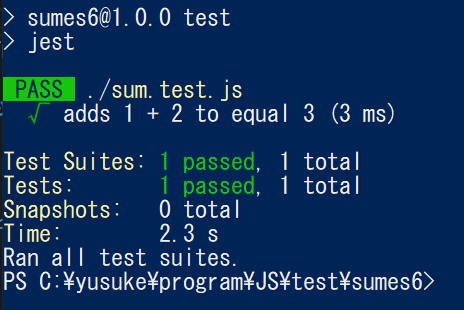 > sumes6@1.0.0 test
> jest
PASS ./sum.test.js
√ adds 1 + 2 to equal 3 (3 ms)
Test Suites: 1 passed, 1 total
Tests: 1 passed, 1 total
Snapshots: 0 total
Time: 2.3 s
Ran all test suites.
PS C:¥yusuke¥program¥JS¥test¥sumes6>